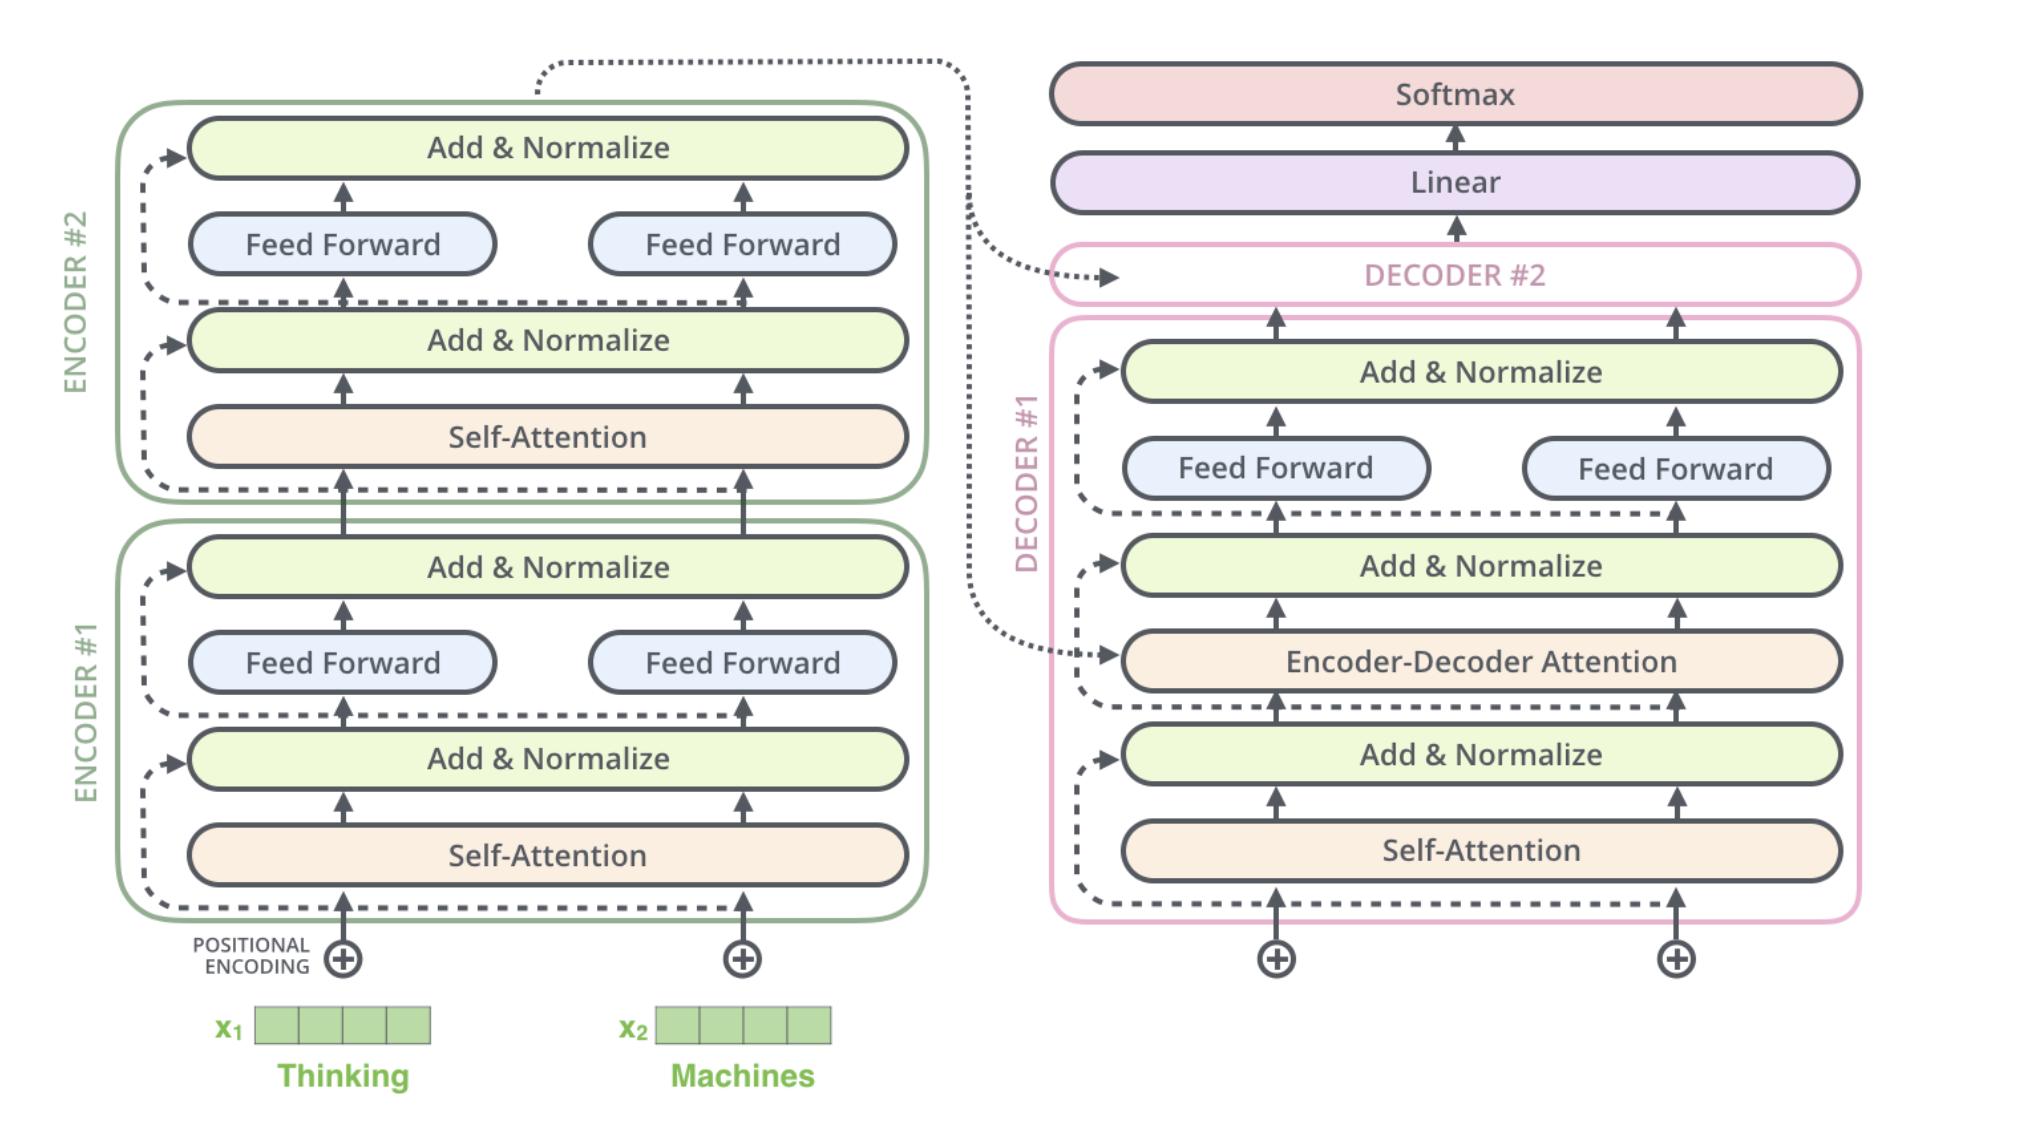 ENCODER #2
Add & Normalize
Feed Forward
Feed Forward
Add & Normalize
Self-Attention
ENCODER #1
Add & Normalize
Feed Forward
Feed Forward
Add & Normalize
Self-Attention
POSITIONAL
ENCODING
x1
x2
Thinking
Machines
Softmax
Linear
DECODER #2
DECODER #1
Add & Normalize
Feed Forward
Feed Forward
Add & Normalize
Encoder-Decoder Attention
Add & Normalize
Self-Attention